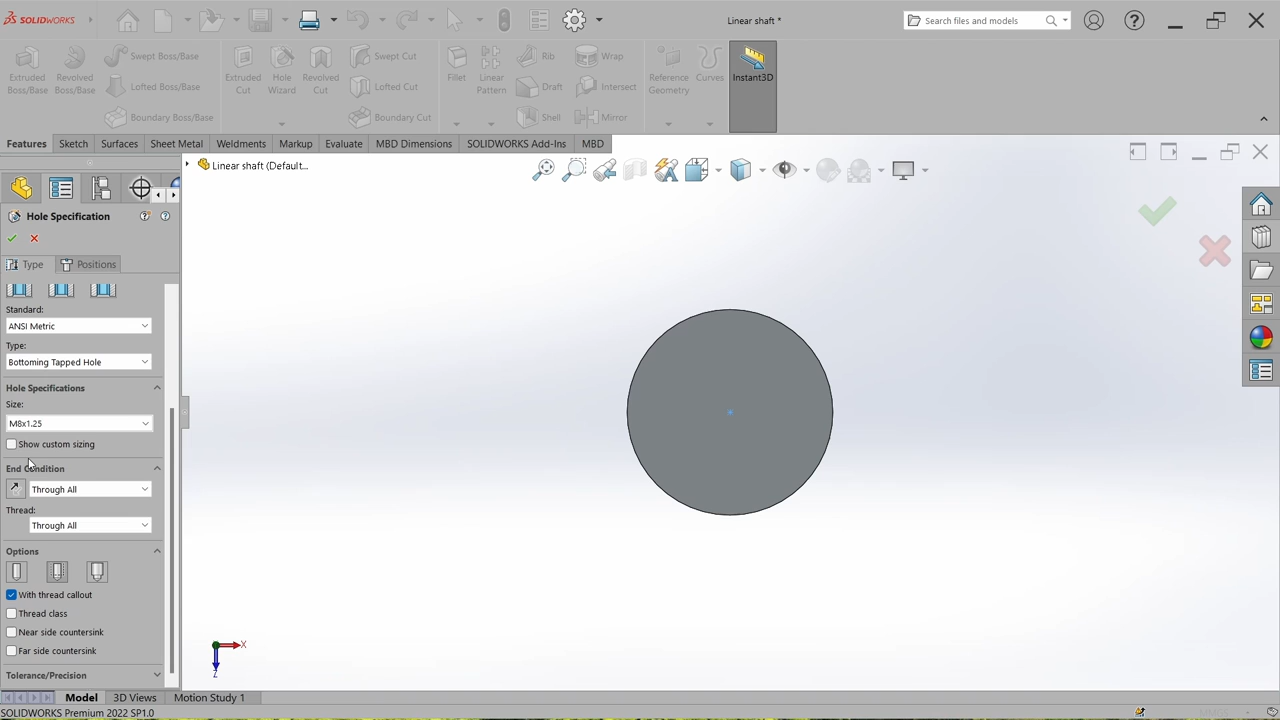 SOLIDWORKS
Linear shaft *
Search files and models
Extruded Boss/Base
Revolved Boss/Base
Swept Boss/Base
Lofted Boss/Base
Boundary Boss/Base
Extruded Cut
Hole Wizard
Revolved Cut
Swept Cut
Lofted Cut
Boundary Cut
Fillet
Linear Pattern
Rib
Draft
Shell
Wrap
Intersect
Mirror
Reference Geometry
Curves
Instant3D
Features
Sketch
Surfaces
Sheet Metal
Weldments
Markup
Evaluate
MBD Dimensions
SOLIDWORKS Add-Ins
MBD
Linear shaft (Default...
Hole Specification
Type
Positions
Standard:
ANSI Metric
Type:
Bottoming Tapped Hole
Hole Specifications
Size:
M8x1.25
Show custom sizing
End Condition
Through All
Thread:
Through All
Options
With thread callout
Thread class
Near side countersink
Far side countersink
Tolerance/Precision
X
Z
Model
3D Views
Motion Study 1
SOLIDWORKS Premium 2022 SP1.0
MMGS